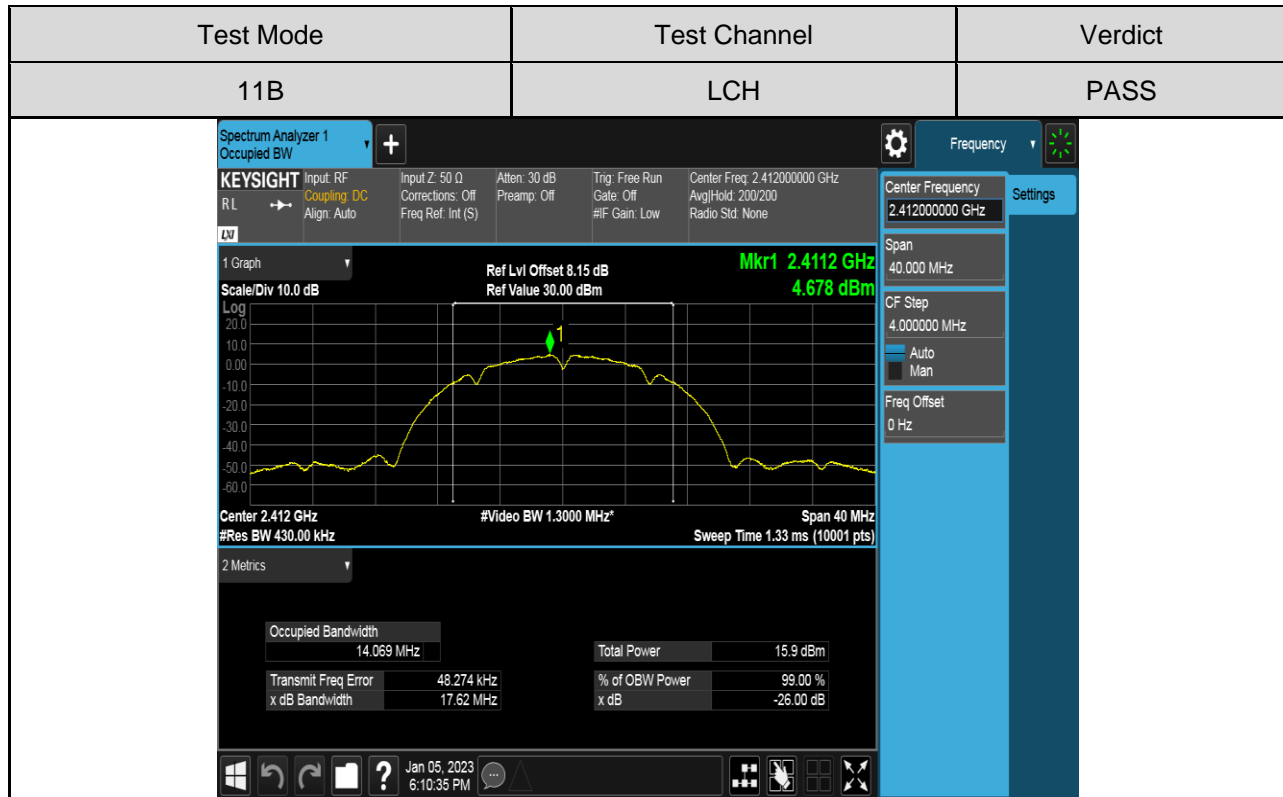 Test Mode Test Channel Verdict
11B LCH PASS
Spectrum Analyzer 1
Occupied BW
+
Frequency
KEYSIGHT Input: RF Input Z: 50 Ω Atten: 30 dB Trig: Free Run Center Freq: 2.412000000 GHz
RL Coupling: DC Corrections: Off Preamp: Off Gate: Off Avg|Hold: 200/200
Align: Auto Freq Ref: Int (S) #IF Gain: Low Radio Std: None
LXI
Center Frequency
2.412000000 GHz
Settings
Span
40.000 MHz
CF Step
4.000000 MHz
Auto
Man
Freq Offset
0 Hz
1 Graph Ref Lvl Offset 8.15 dB Mkr1 2.4112 GHz
Scale/Div 10.0 dB Ref Value 30.00 dBm 4.678 dBm
Log
20.0
10.0
0.00
-10.0
-20.0
-30.0
-40.0
-50.0
-60.0
1
Center 2.412 GHz #Video BW 1.3000 MHz* Span 40 MHz
#Res BW 430.00 kHz Sweep Time 1.33 ms (10001 pts)
2 Metrics
Occupied Bandwidth
14.069 MHz Total Power 15.9 dBm
Transmit Freq Error 48.274 kHz % of OBW Power 99.00 %
x dB Bandwidth 17.62 MHz x dB -26.00 dB
? Jan 05, 2023
6:10:35 PM